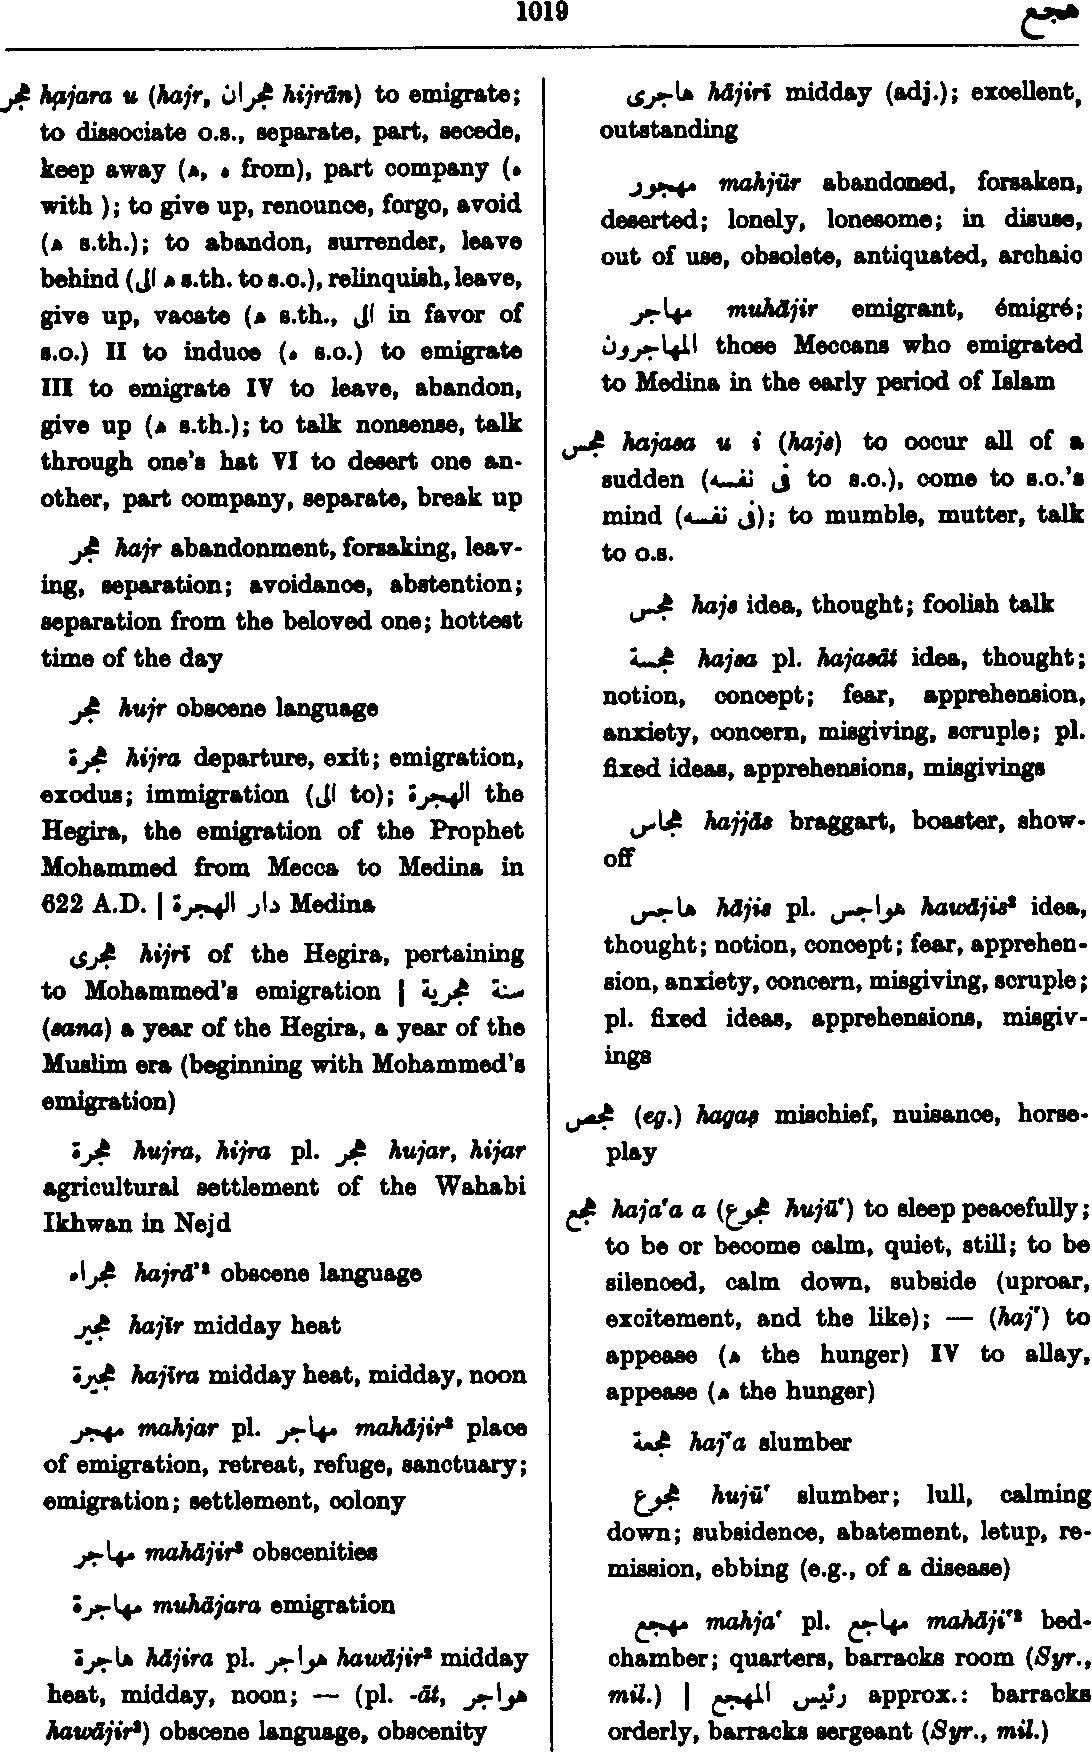 1019
هجع
هجر hajara u (hajr, هجران hijrān) to emigrate;
to dissociate o.s., separate, part, secede,
keep away (ه, ه from), part company (ه
with ); to give up, renounce, forgo, avoid
(ه s.th.); to abandon, surrender, leave
behind (ه الى s.th. to s.o.), relinquish, leave,
give up, vacate (ه s.th., الى in favor of
s.o.) II to induce (ه s.o.) to emigrate
III to emigrate IV to leave, abandon,
give up (ه s.th.); to talk nonsense, talk
through one's hat VI to desert one an-
other, part company, separate, break up
هجر hajr abandonment, forsaking, leav-
ing, separation; avoidance, abstention;
separation from the beloved one; hottest
time of the day
هجر hujr obscene language
هجرة hijra departure, exit; emigration,
exodus; immigration (الى to); الهجرة the
Hegira, the emigration of the Prophet
Mohammed from Mecca to Medina in
622 A.D. | دار الهجرة Medina
هجرى hijrī of the Hegira, pertaining
to Mohammed's emigration | سنة هجرية
(sana) a year of the Hegira, a year of the
Muslim era (beginning with Mohammed's
emigration)
هجرة hujra, hijra pl. هجر hujar, hijar
agricultural settlement of the Wahabi
Ikhwan in Nejd
هجراء hajrā'² obscene language
هجير hajīr midday heat
هجيرة hajīra midday heat, midday, noon
مهجر mahjar pl. مهاجر mahājir² place
of emigration, retreat, refuge, sanctuary;
emigration; settlement, colony
مهاجر mahājir² obscenities
مهاجرة muhājara emigration
هاجرة hājira pl. هواجر hawājir² midday
heat, midday, noon; — (pl. -āt, هواجر
hawājir²) obscene language, obscenity
هاجرى hājirī midday (adj.); excellent,
outstanding
مهجور mahjūr abandoned, forsaken,
deserted; lonely, lonesome; in disuse,
out of use, obsolete, antiquated, archaic
مهاجر muhājir emigrant, émigré;
المهاجرون those Meccans who emigrated
to Medina in the early period of Islam
هجس hajasa u i (hajs) to occur all of a
sudden (فى نفسه to s.o.), come to s.o.'s
mind (فى نفسه); to mumble, mutter, talk
to o.s.
هجس hajs idea, thought; foolish talk
هجسة hajsa pl. hajasāt idea, thought;
notion, concept; fear, apprehension,
anxiety, concern, misgiving, scruple; pl.
fixed ideas, apprehensions, misgivings
هجاس hajjās braggart, boaster, show-
off
هاجس hājis pl. هواجس hawājis² idea,
thought; notion, concept; fear, apprehen-
sion, anxiety, concern, misgiving, scruple;
pl. fixed ideas, apprehensions, misgiv-
ings
هجص (eg.) hagaṣ mischief, nuisance, horse-
play
هجع haja'a a (هجوع hujū') to sleep peacefully;
to be or become calm, quiet, still; to be
silenced, calm down, subside (uproar,
excitement, and the like); — (haj') to
appease (ه the hunger) IV to allay,
appease (ه the hunger)
هجعة haj'a slumber
هجوع hujū' slumber; lull, calming
down; subsidence, abatement, letup, re-
mission, ebbing (e.g., of a disease)
مهجع mahja' pl. مهاجع mahāji'² bed-
chamber; quarters, barracks room (Syr.,
mil.) | رئيس المهجع approx.: barracks
orderly, barracks sergeant (Syr., mil.)